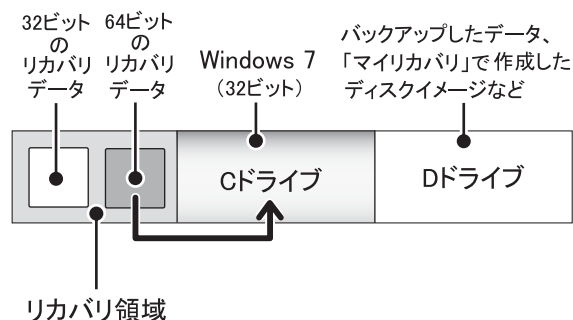 32ビット
の
リカバリ
データ
64ビット
の
リカバリ
データ
Windows 7
（32ビット）
バックアップしたデータ、
「マイリカバリ」で作成した
ディスクイメージなど
Cドライブ
Dドライブ
リカバリ領域